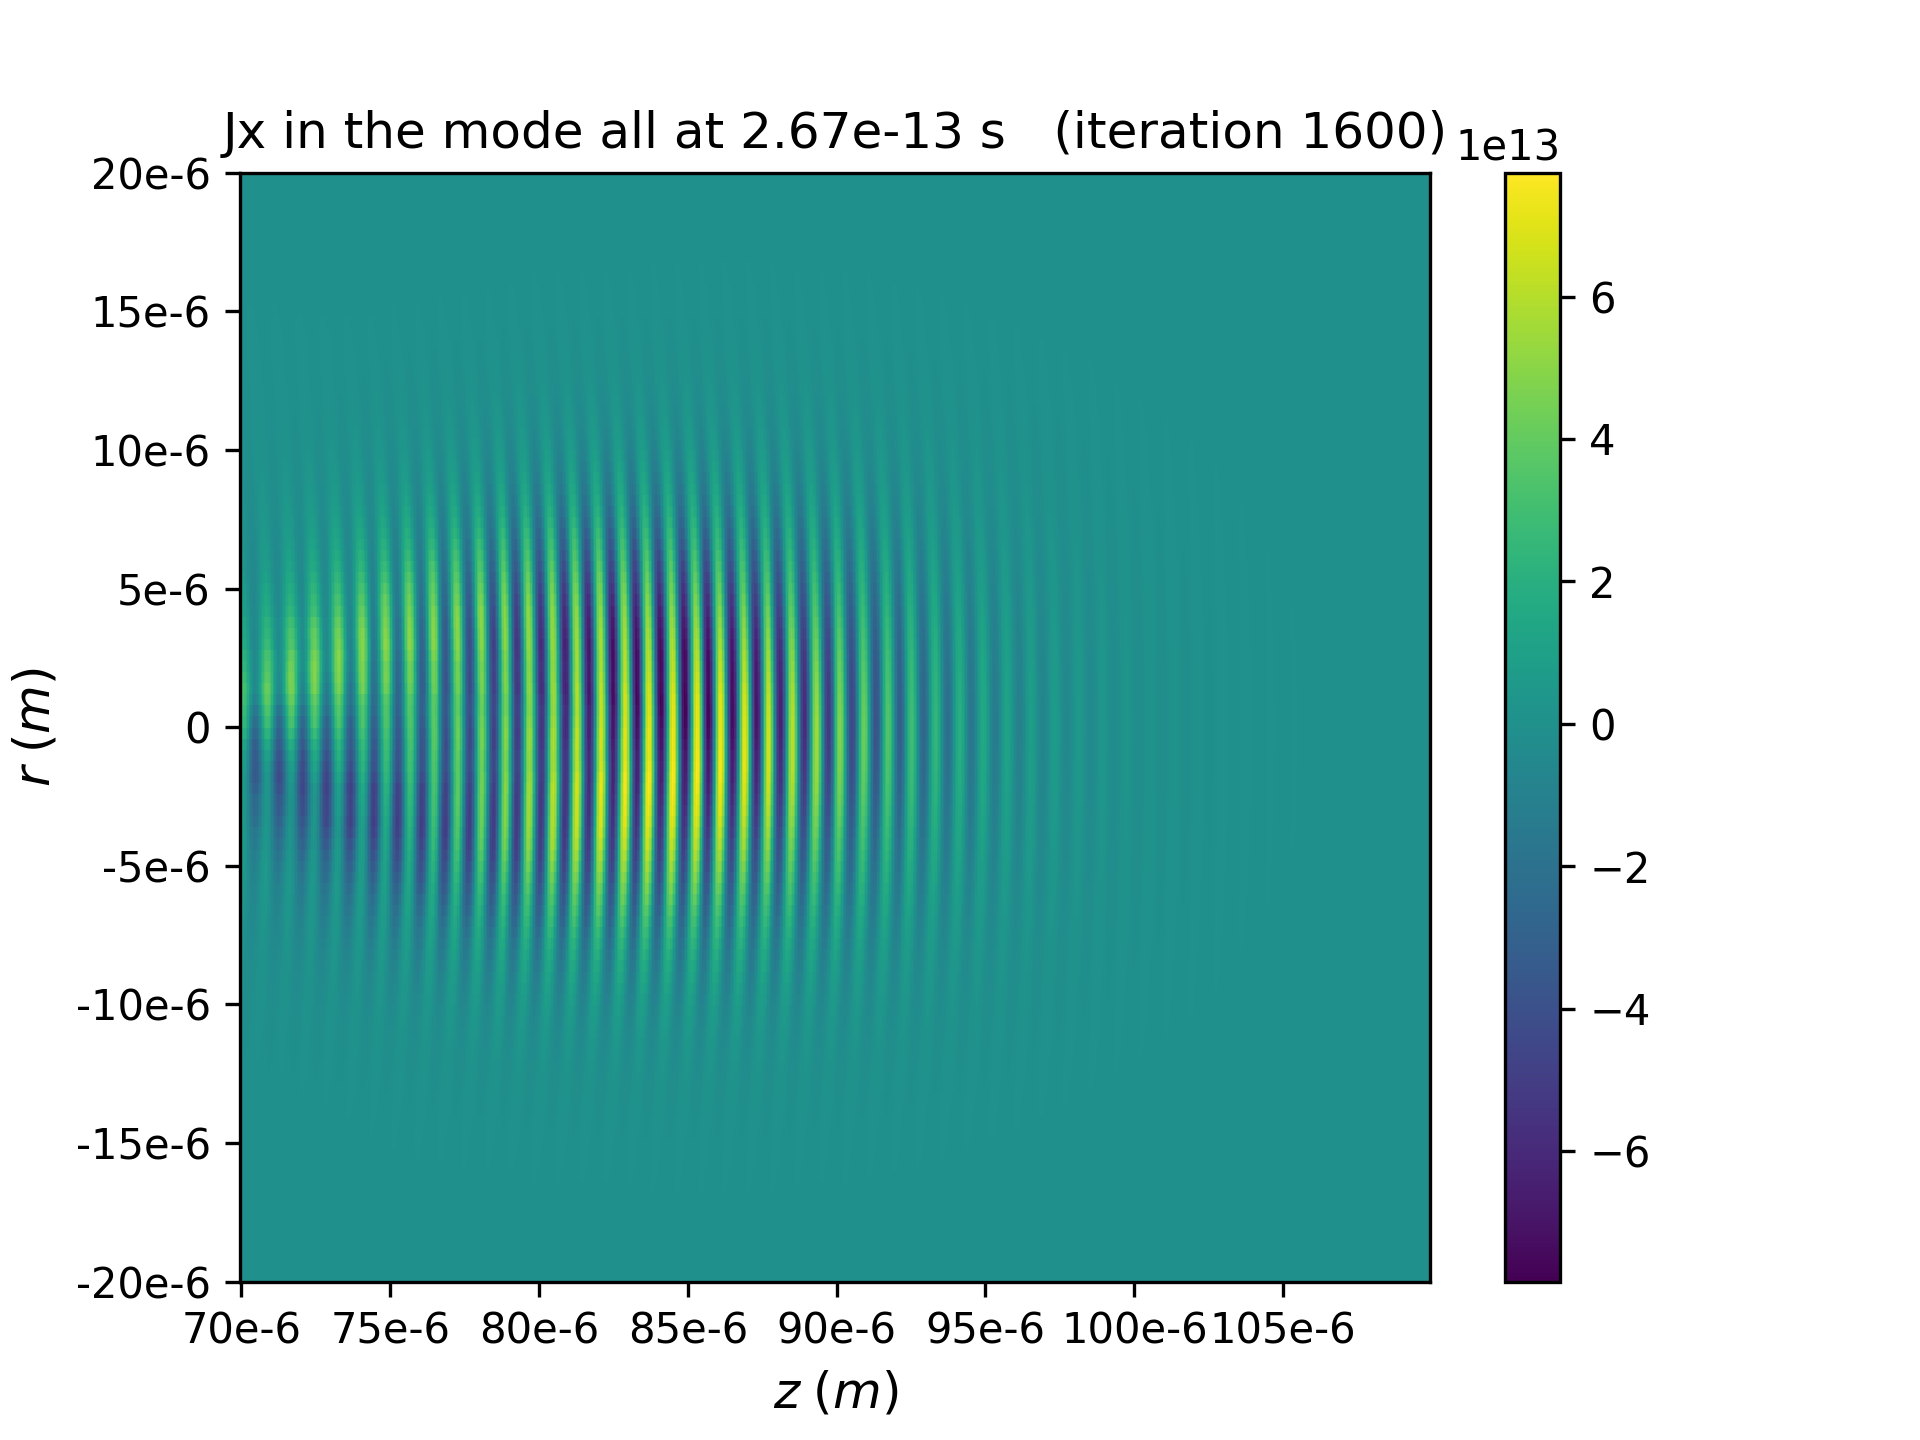 Jx in the mode all at 2.67e-13 s (iteration 1600)
1e13
20e-6
15e-6
10e-6
5e-6
0
-5e-6
-10e-6
-15e-6
-20e-6
r (m)
70e-6 75e-6 80e-6 85e-6 90e-6 95e-6 100e-6 105e-6
z (m)
6
4
2
0
−2
−4
−6